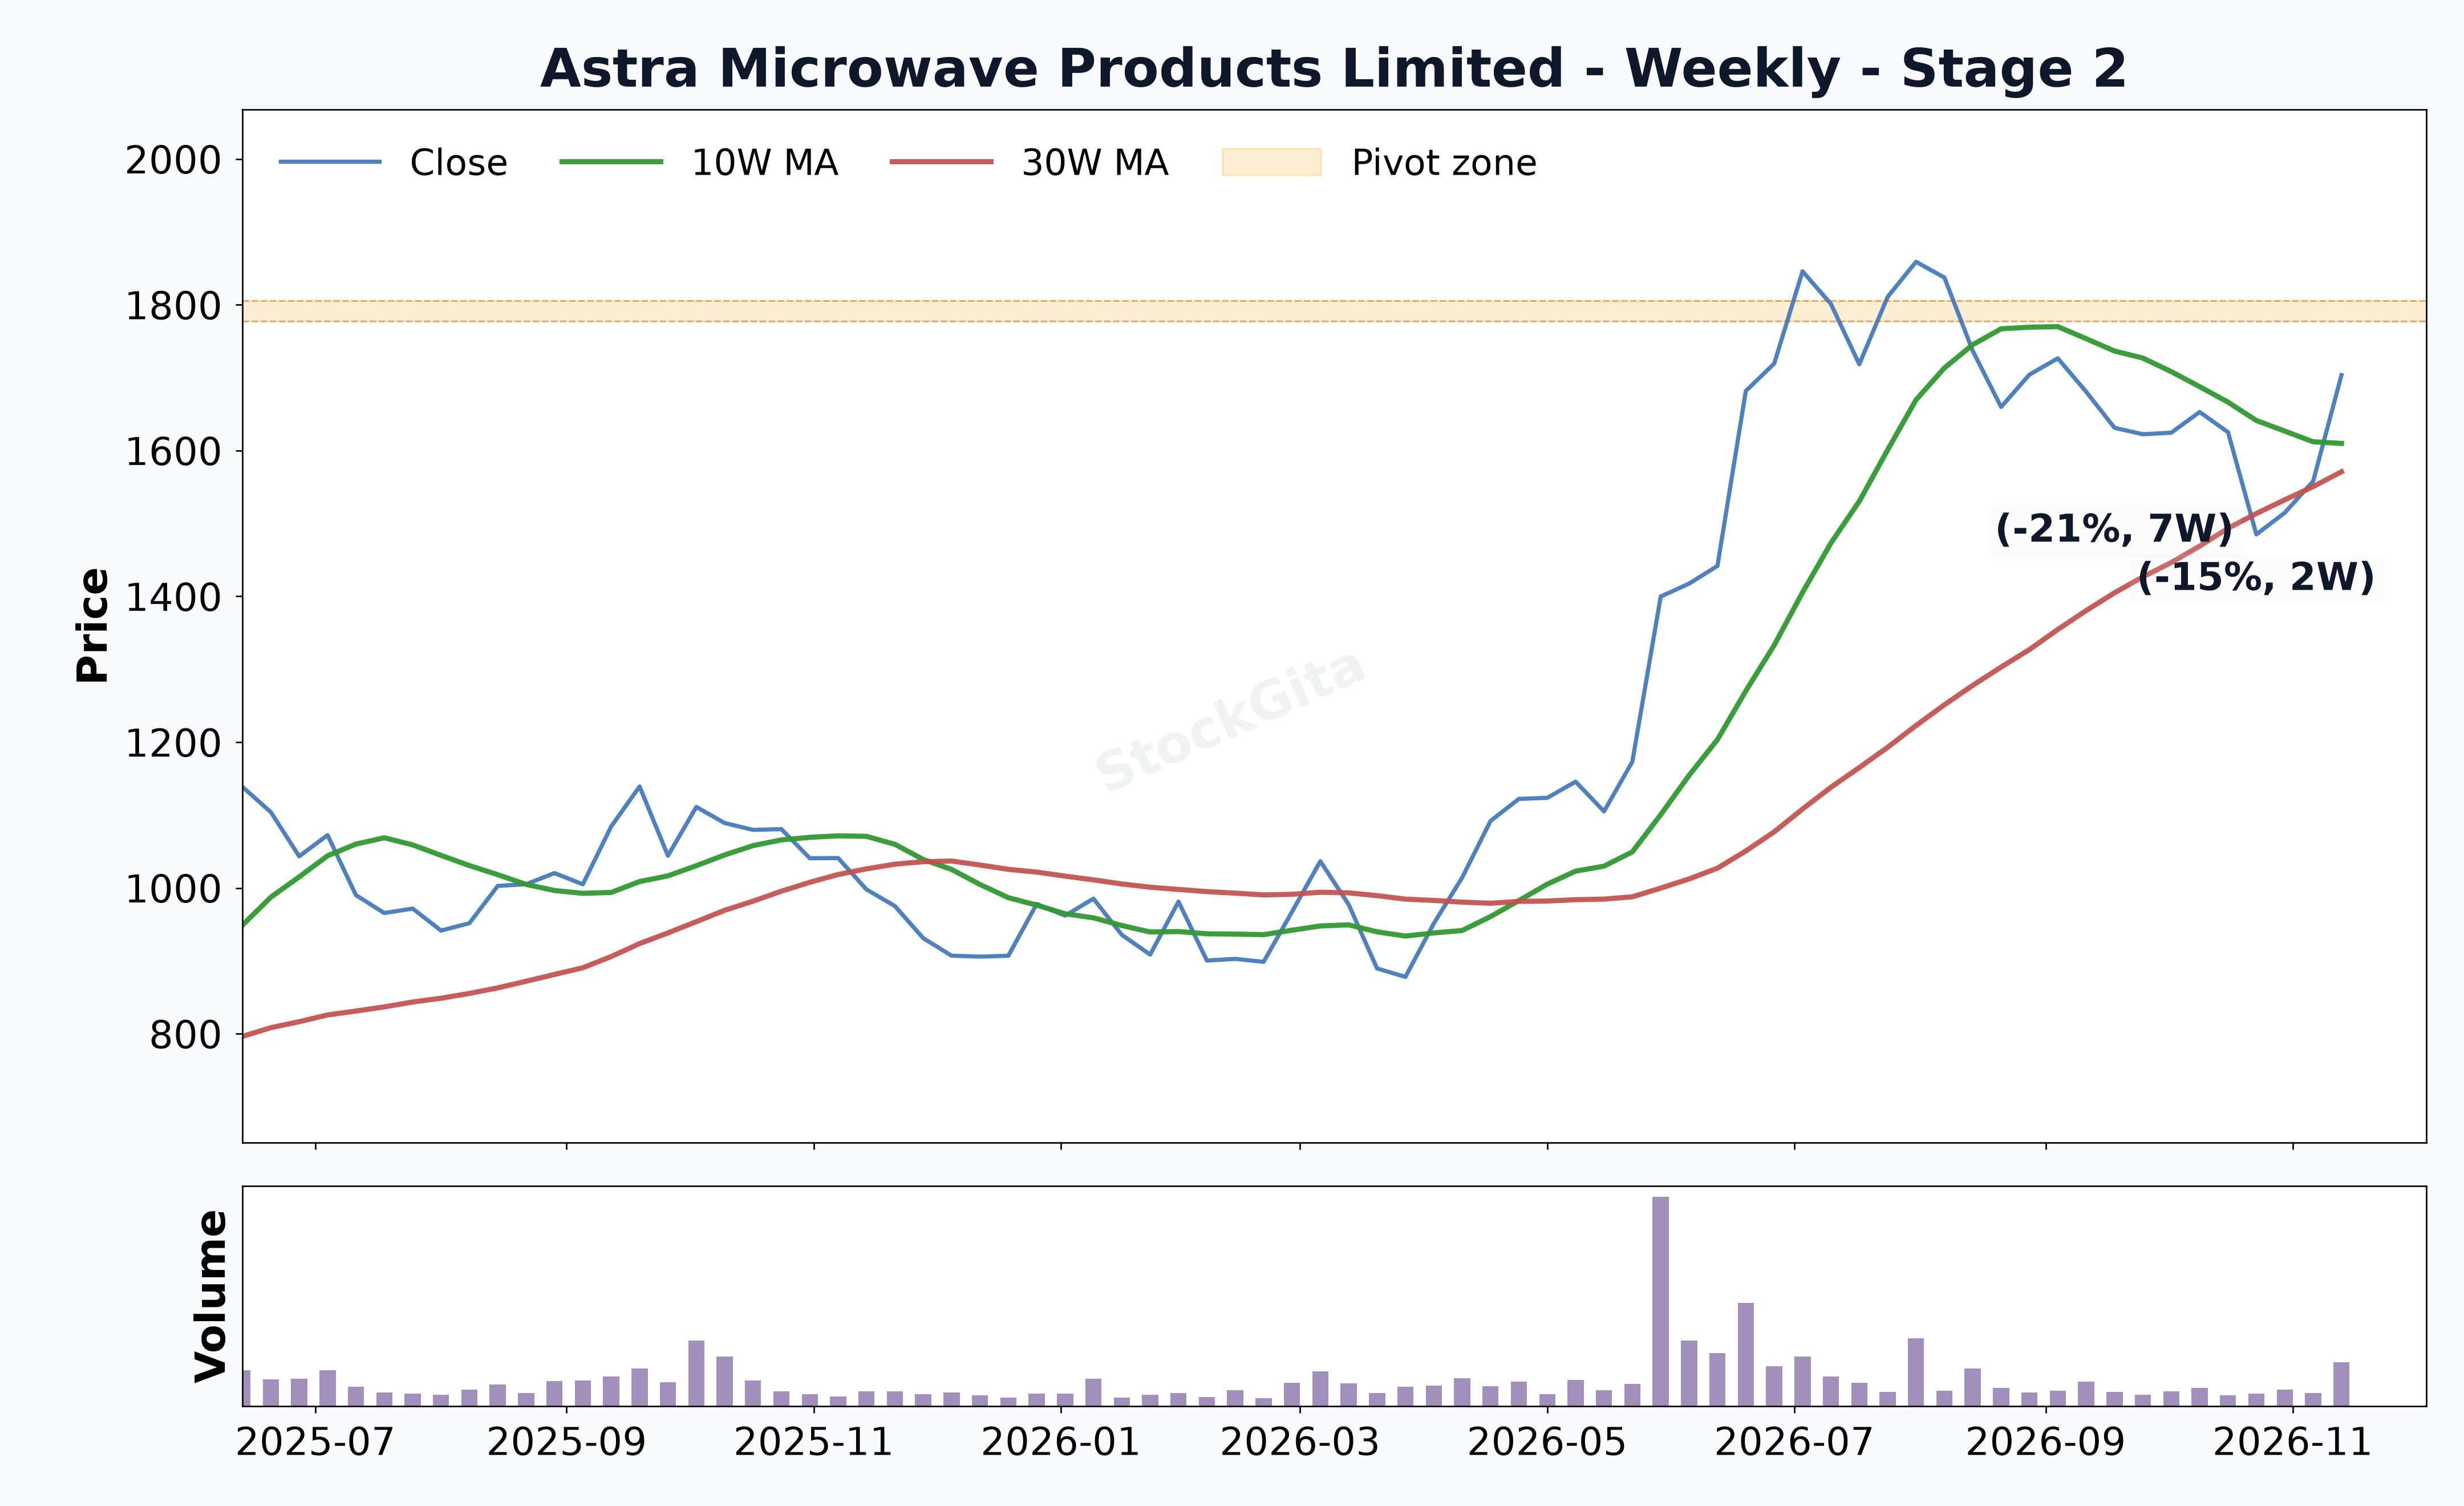 Astra Microwave Products Limited - Weekly - Stage 2
Close 10W MA 30W MA Pivot zone
2000
1800
1600
1400
1200
1000
800
Price
(-21%, 7W)
(-15%, 2W)
StockGita
Volume
2025-07 2025-09 2025-11 2026-01 2026-03 2026-05 2026-07 2026-09 2026-11